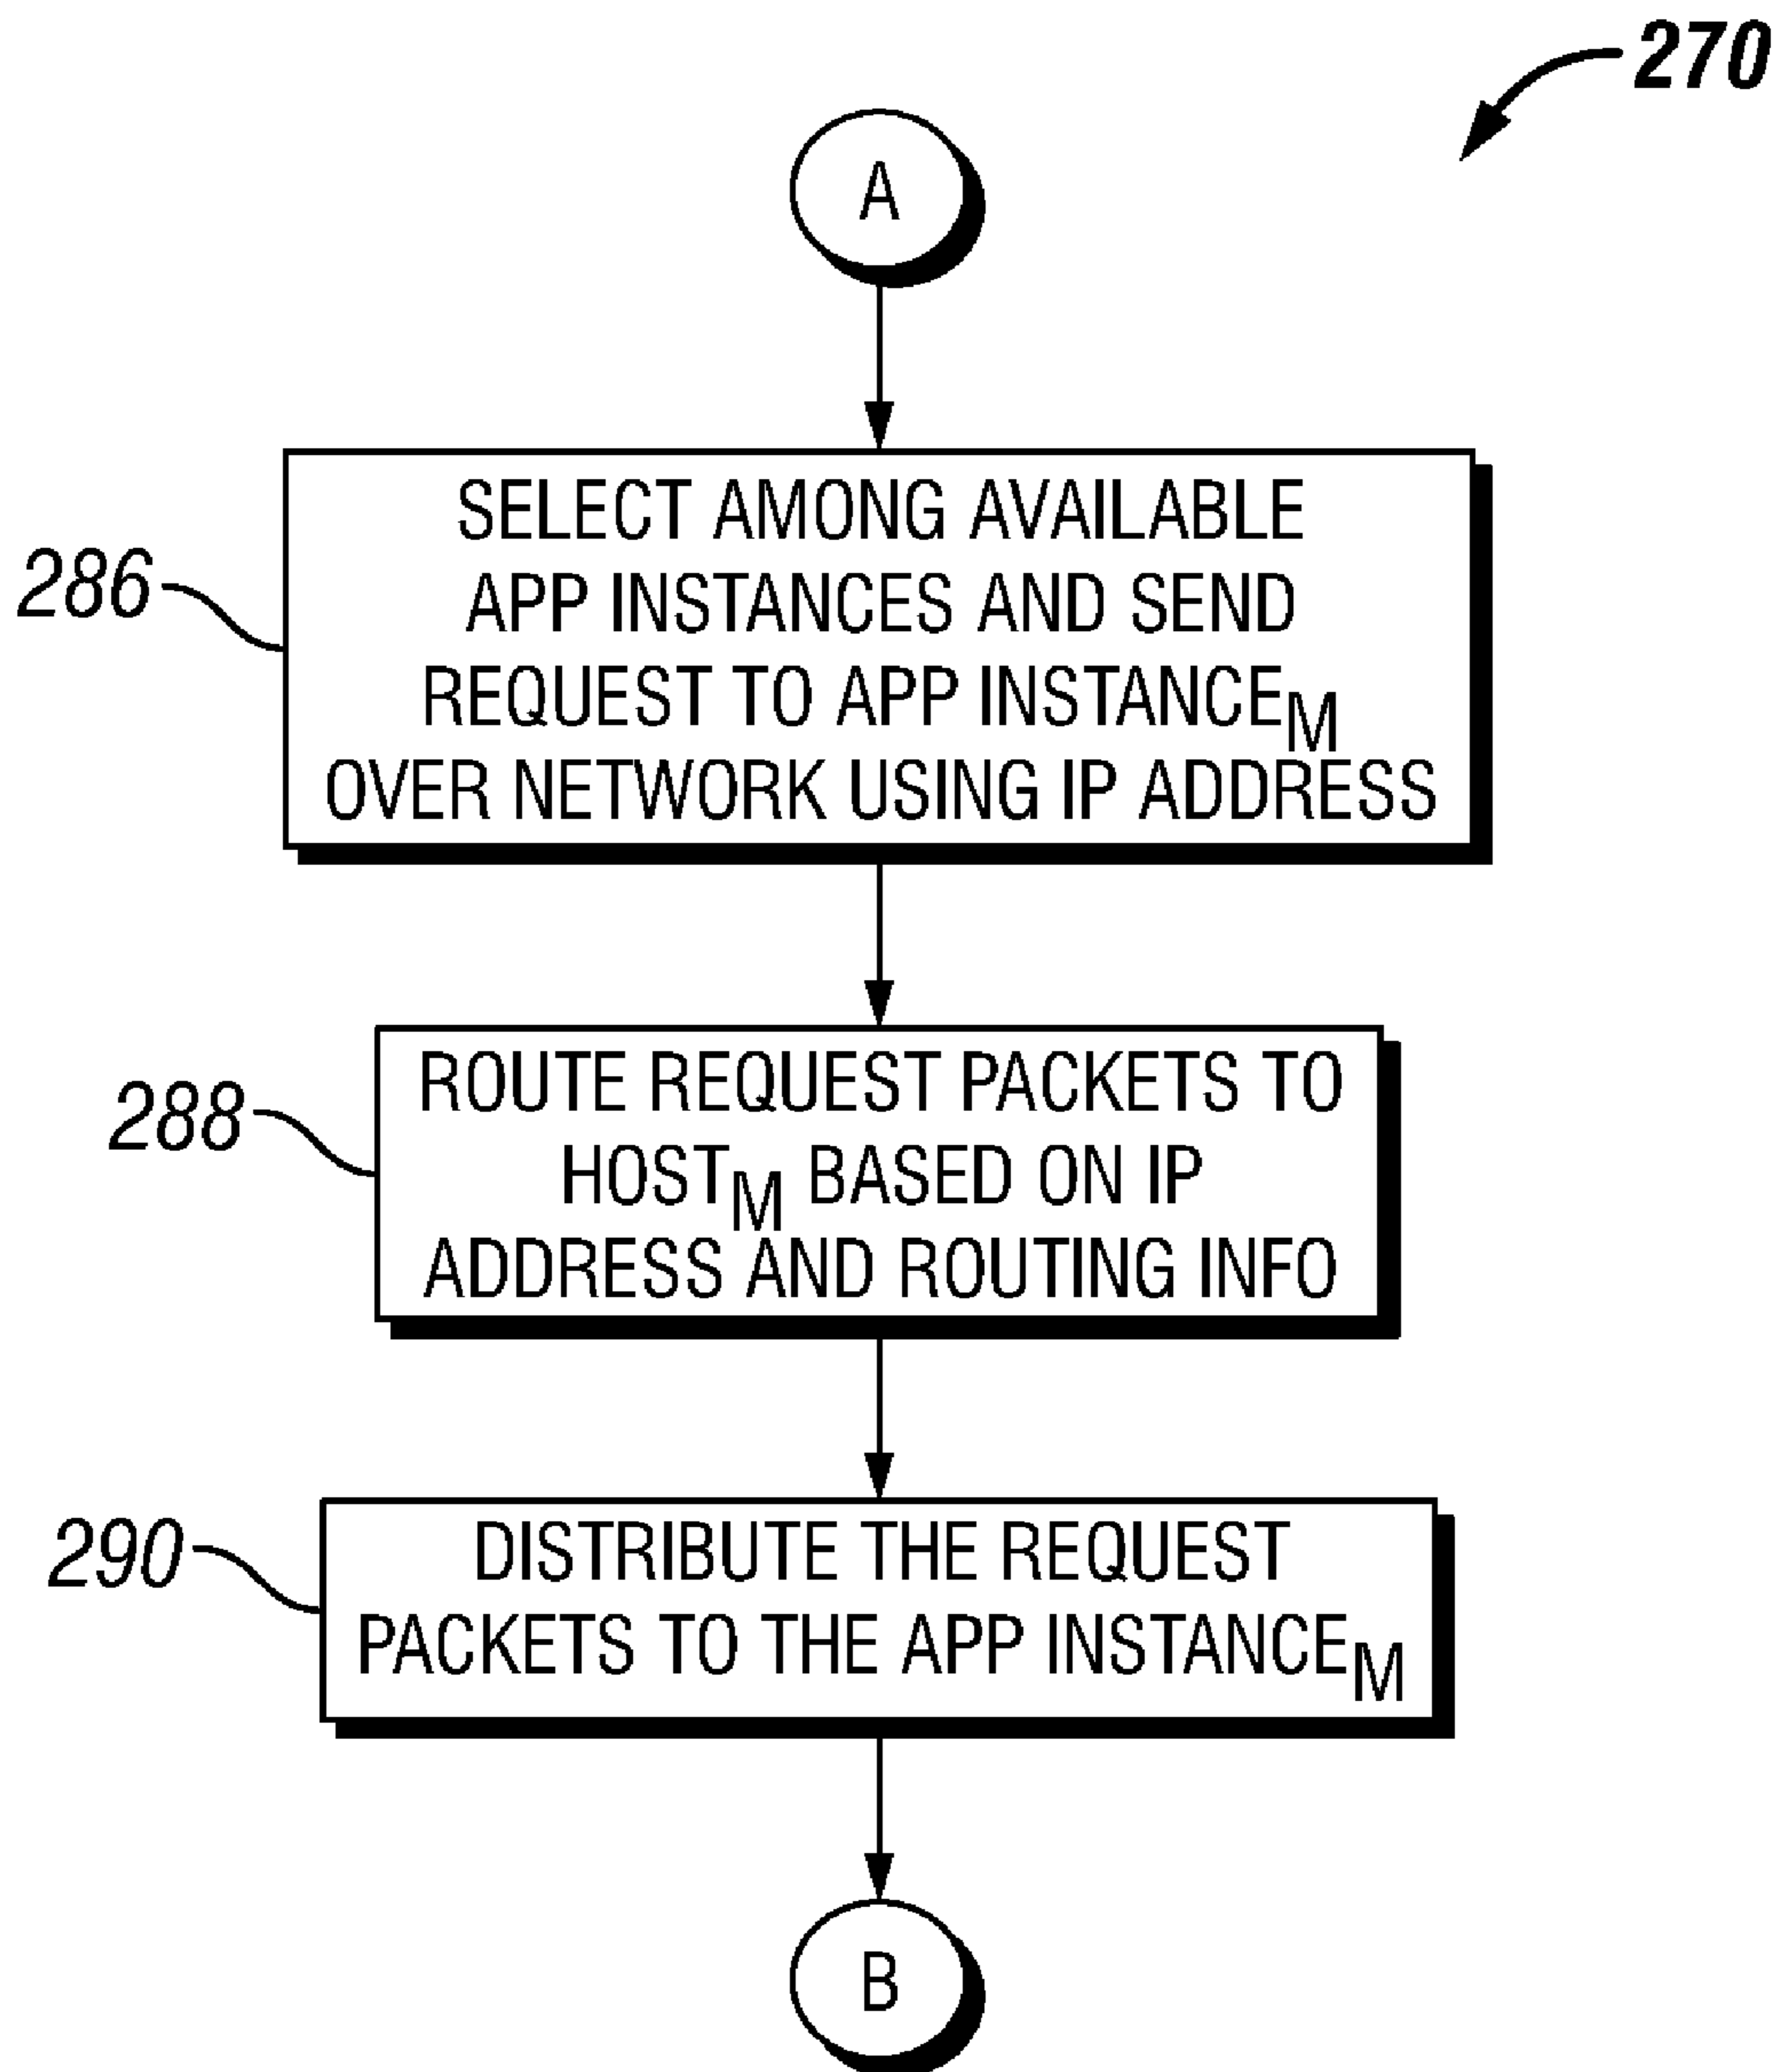 270
A
286
SELECT AMONG AVAILABLE
APP INSTANCES AND SEND
REQUEST TO APP INSTANCEM
OVER NETWORK USING IP ADDRESS
288
ROUTE REQUEST PACKETS TO
HOSTM BASED ON IP
ADDRESS AND ROUTING INFO
290
DISTRIBUTE THE REQUEST
PACKETS TO THE APP INSTANCEM
B